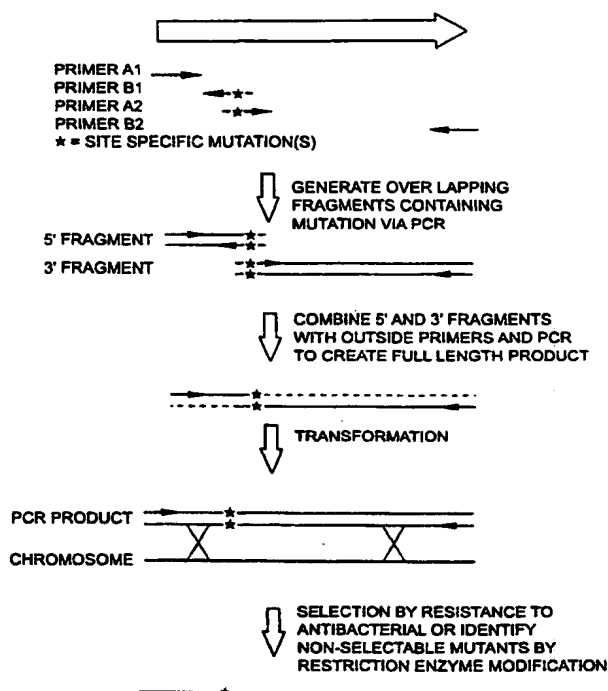 PRIMER A1
PRIMER B1
PRIMER A2
PRIMER B2
★ = SITE SPECIFIC MUTATION(S)
GENERATE OVER LAPPING
FRAGMENTS CONTAINING
MUTATION VIA PCR
5' FRAGMENT
3' FRAGMENT
COMBINE 5' AND 3' FRAGMENTS
WITH OUTSIDE PRIMERS AND PCR
TO CREATE FULL LENGTH PRODUCT
TRANSFORMATION
PCR PRODUCT
CHROMOSOME
SELECTION BY RESISTANCE TO
ANTIBACTERIAL OR IDENTIFY
NON-SELECTABLE MUTANTS BY
RESTRICTION ENZYME MODIFICATION